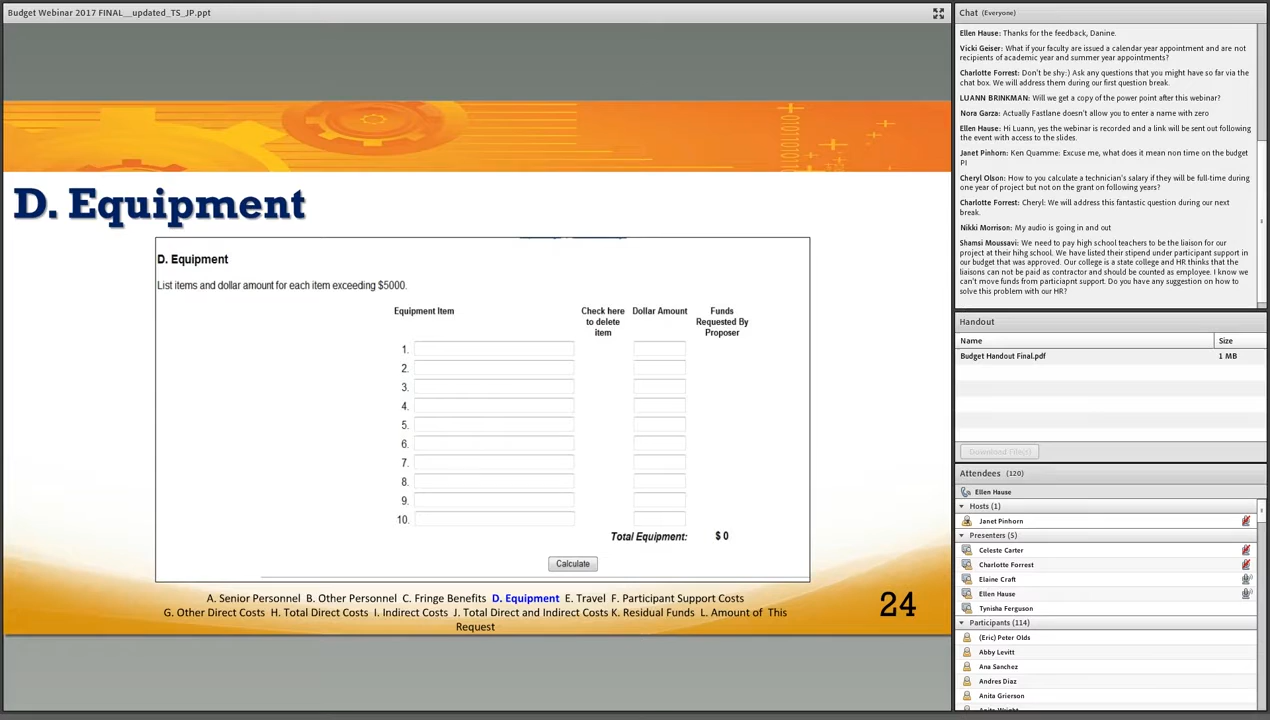 Budget Webinar 2017 FINAL__updated_TS_JP.ppt
D. Equipment
D. Equipment
List items and dollar amount for each item exceeding $5000.
Equipment Item
Check here
to delete
item
Dollar Amount
Funds
Requested By
Proposer
1.
2.
3.
4.
5.
6.
7.
8.
9.
10.
Total Equipment: $ 0
Calculate
A. Senior Personnel B. Other Personnel C. Fringe Benefits D. Equipment E. Travel F. Participant Support Costs
G. Other Direct Costs H. Total Direct Costs I. Indirect Costs J. Total Direct and Indirect Costs K. Residual Funds L. Amount of This
Request
24
Chat (Everyone)
Ellen Hause: Thanks for the feedback, Danine.
Vicki Geiser: What if your faculty are issued a calendar year appointment and are not
recipients of academic year and summer year appointments?
Charlotte Forrest: Don't be shy:) Ask any questions that you might have so far via the
chat box. We will address them during our first question break.
LUANN BRINKMAN: Will we get a copy of the power point after this webinar?
Nora Garza: Actually Fastlane doesn't allow you to enter a name with zero
Ellen Hause: Hi Luann, yes the webinar is recorded and a link will be sent out following
the event with access to the slides.
Janet Pinhorn: Ken Quamme: Excuse me, what does it mean non time on the budget
PI
Cheryl Olson: How to you calculate a technician's salary if they will be full-time during
one year of project but not on the grant on following years?
Charlotte Forrest: Cheryl: We will address this fantastic question during our next
break.
Nikki Morrison: My audio is going in and out
Shamsi Moussavi: We need to pay high school teachers to be the liaison for our
project at their hihg school. We have listed their stipend under participant support in
our budget that was approved. Our college is a state college and HR thinks that the
liaisons can not be paid as contractor and should be counted as employee. I know we
can't move funds from particiapnt support. Do you have any suggestion on how to
solve this problem with our HR?
Handout
Name Size
Budget Handout Final.pdf 1 MB
Download File(s)
Attendees (120)
Ellen Hause
Hosts (1)
Janet Pinhorn
Presenters (5)
Celeste Carter
Charlotte Forrest
Elaine Craft
Ellen Hause
Tynisha Ferguson
Participants (114)
(Eric) Peter Olds
Abby Levitt
Ana Sanchez
Andres Diaz
Anita Grierson